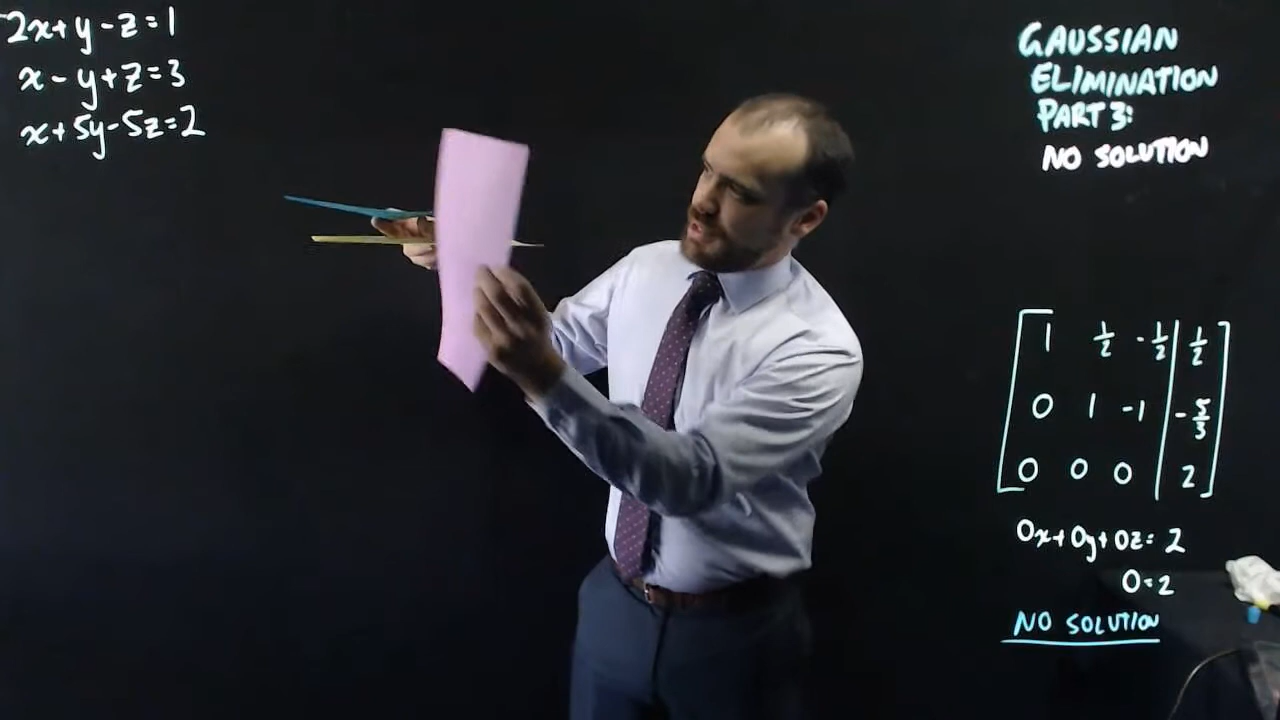 2x+y-z=1
x-y+z=3
x+5y-5z=2
GAUSSIAN
ELIMINATION
PART 3:
NO SOLUTION
1 1/2 -1/2 | 1/2
0 1 -1 | -5/3
0 0 0 | 2
0x+0y+0z=2
0=2
NO SOLUTION